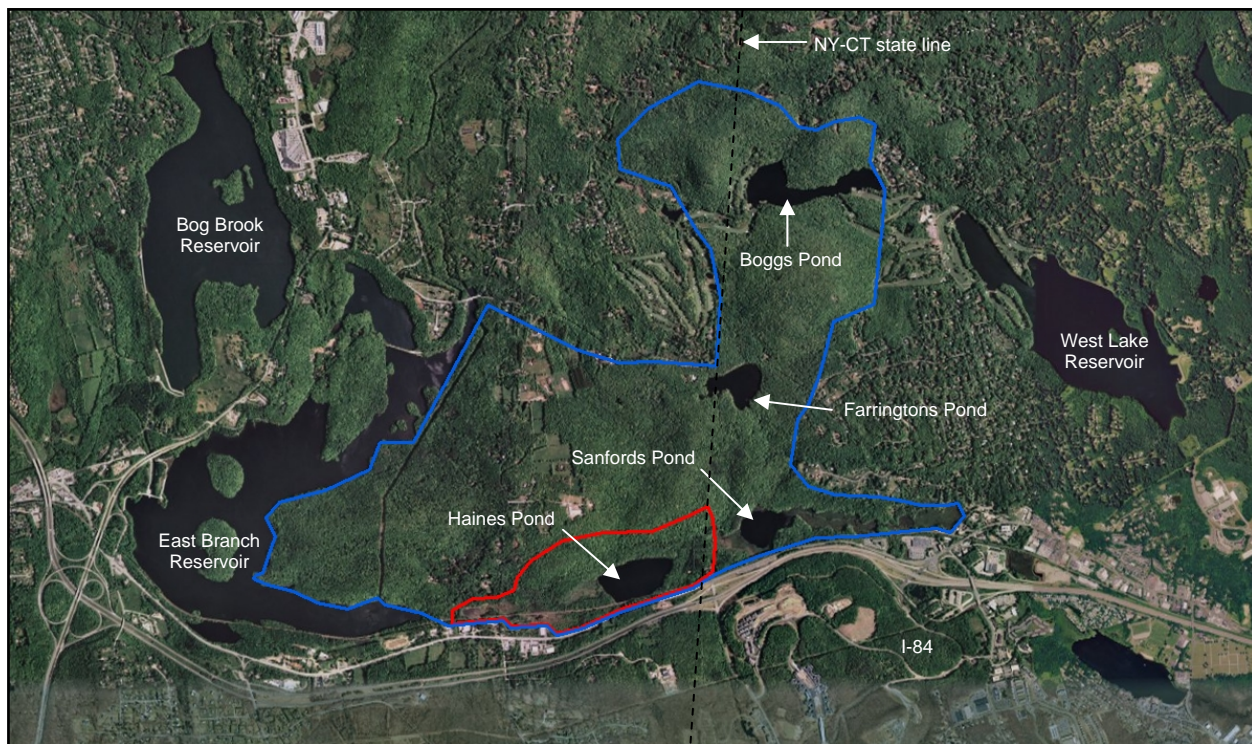 NY-CT state line
Bog Brook
Reservoir
Boggs Pond
West Lake
Reservoir
Farringtons Pond
Sanfords Pond
Haines Pond
East Branch
Reservoir
I-84